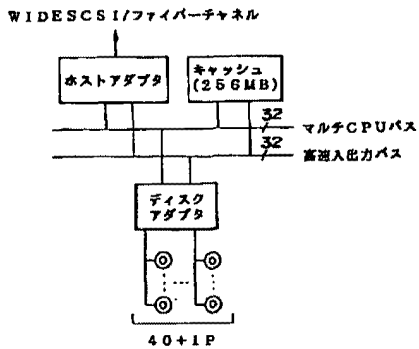 WIDESCSI/ファイバーチャネル
ホストアダプタ
キャッシュ
(256MB)
32
マルチCPUバス
32
高速入出力バス
ディスク
アダプタ
40+1P